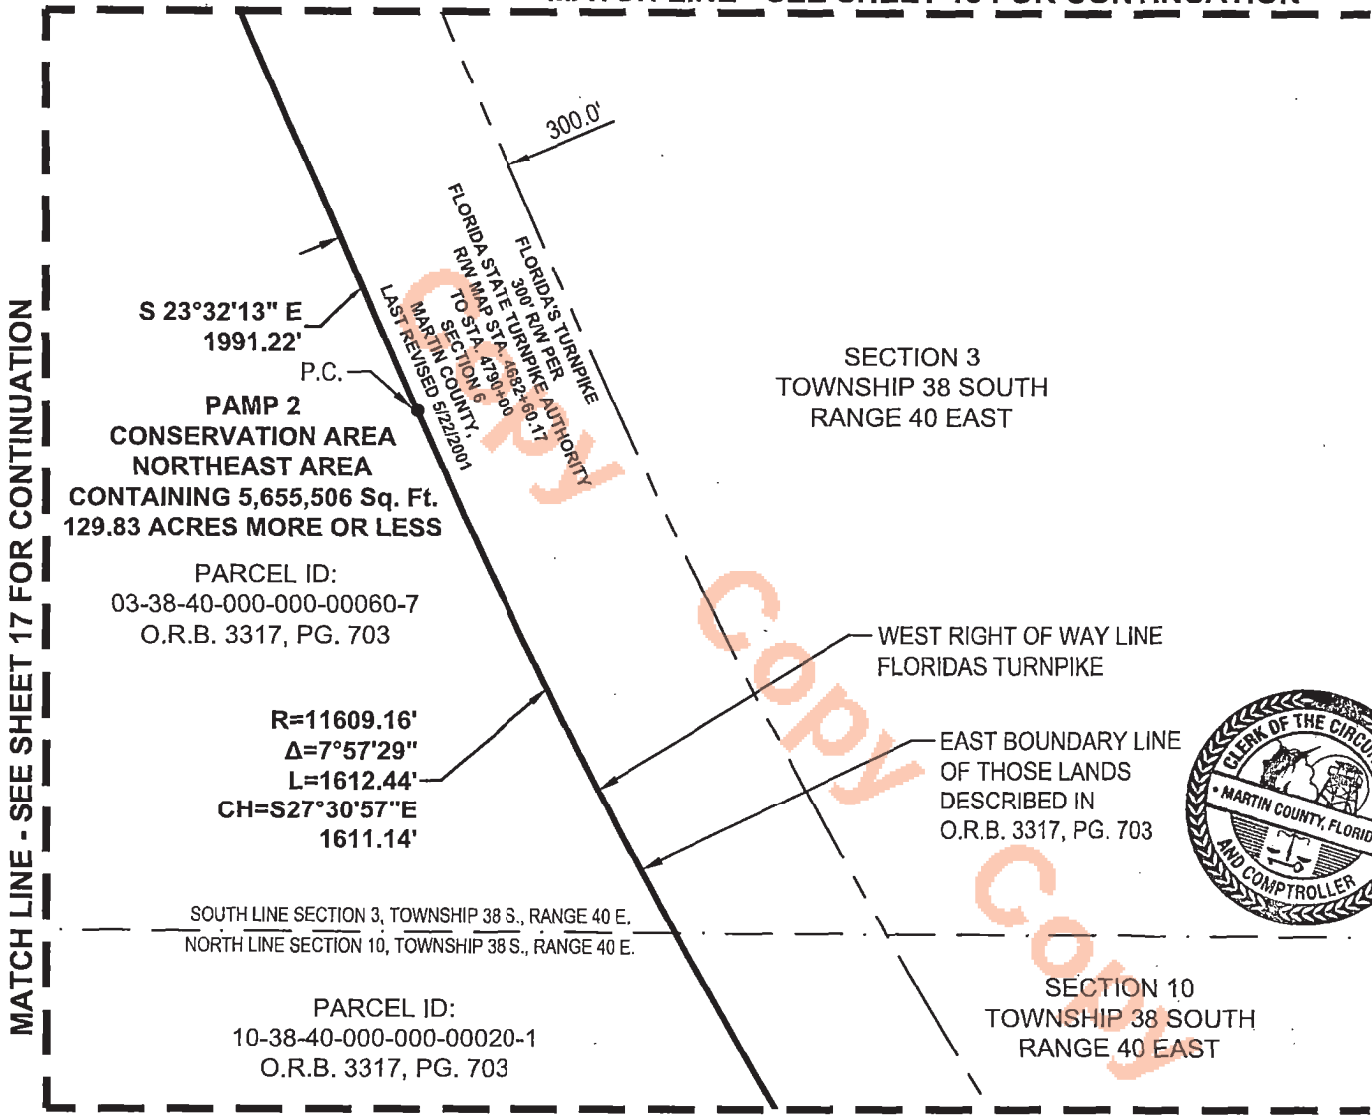 MATCH LINE - SEE SHEET 17 FOR CONTINUATION
300.0'
FLORIDA'S TURNPIKE
300' R/W PER
FLORIDA STATE TURNPIKE AUTHORITY
R/W MAP STA. 4682+60.17
TO STA. 4790+00
SECTION 6
MARTIN COUNTY,
LAST REVISED 5/22/2001
S 23°32'13" E
1991.22'
P.C.
PAMP 2
CONSERVATION AREA
NORTHEAST AREA
CONTAINING 5,655,506 Sq. Ft.
129.83 ACRES MORE OR LESS
PARCEL ID:
03-38-40-000-000-00060-7
O.R.B. 3317, PG. 703
SECTION 3
TOWNSHIP 38 SOUTH
RANGE 40 EAST
WEST RIGHT OF WAY LINE
FLORIDAS TURNPIKE
R=11609.16'
Δ=7°57'29"
L=1612.44'
CH=S27°30'57"E
1611.14'
EAST BOUNDARY LINE
OF THOSE LANDS
DESCRIBED IN
O.R.B. 3317, PG. 703
CLERK OF THE
MARTIN COUNTY,
AND COMPTROLLER
SOUTH LINE SECTION 3, TOWNSHIP 38 S., RANGE 40 E.
NORTH LINE SECTION 10, TOWNSHIP 38 S., RANGE 40 E.
PARCEL ID:
10-38-40-000-000-00020-1
O.R.B. 3317, PG. 703
SECTION 10
TOWNSHIP 38 SOUTH
RANGE 40 EAST
Copy
Copy
Copy